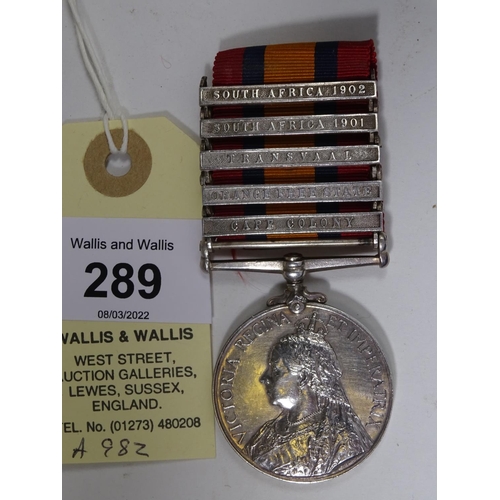 Wallis and Wallis
289
08/03/2022
WALLIS & WALLIS
WEST STREET,
AUCTION GALLERIES,
LEWES, SUSSEX,
ENGLAND.
TEL. No. (01273) 480208
A 982
SOUTH AFRICA 1902
SOUTH AFRICA 1901
TRANSVAAL
ORANGE FREE STATE
CAPE COLONY
VICTORIA REGINA ET IMPERATRIX